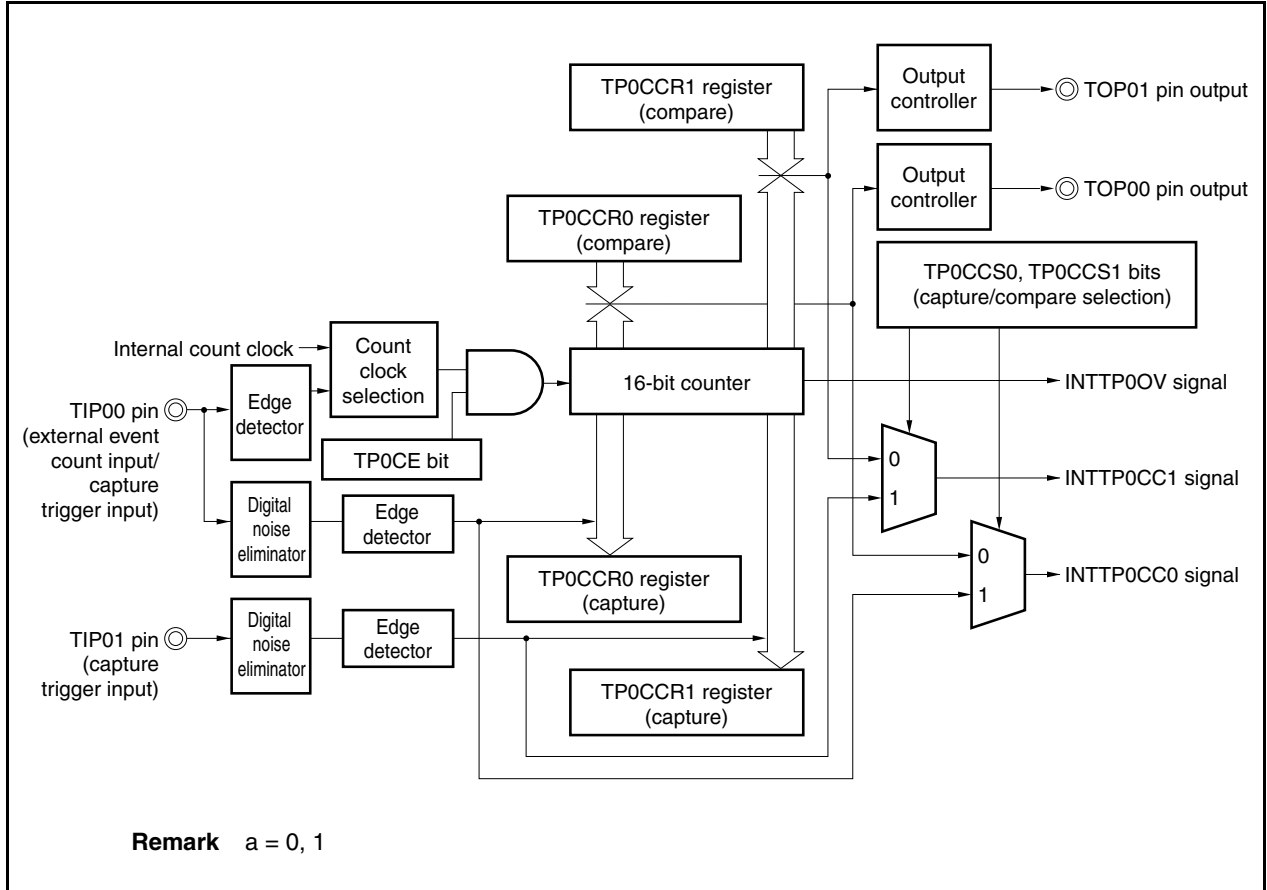 TP0CCR1 register
(compare)
Output
controller
TOP01 pin output
Output
controller
TOP00 pin output
TP0CCR0 register
(compare)
TP0CCS0, TP0CCS1 bits
(capture/compare selection)
Internal count clock
Count
clock
selection
16-bit counter
INTTP0OV signal
TIP00 pin
(external event
count input/
capture
trigger input)
Edge
detector
TP0CE bit
0
1
INTTP0CC1 signal
Digital
noise
eliminator
Edge
detector
TP0CCR0 register
(capture)
0
1
INTTP0CC0 signal
TIP01 pin
(capture
trigger input)
Digital
noise
eliminator
Edge
detector
TP0CCR1 register
(capture)
Remark a = 0, 1